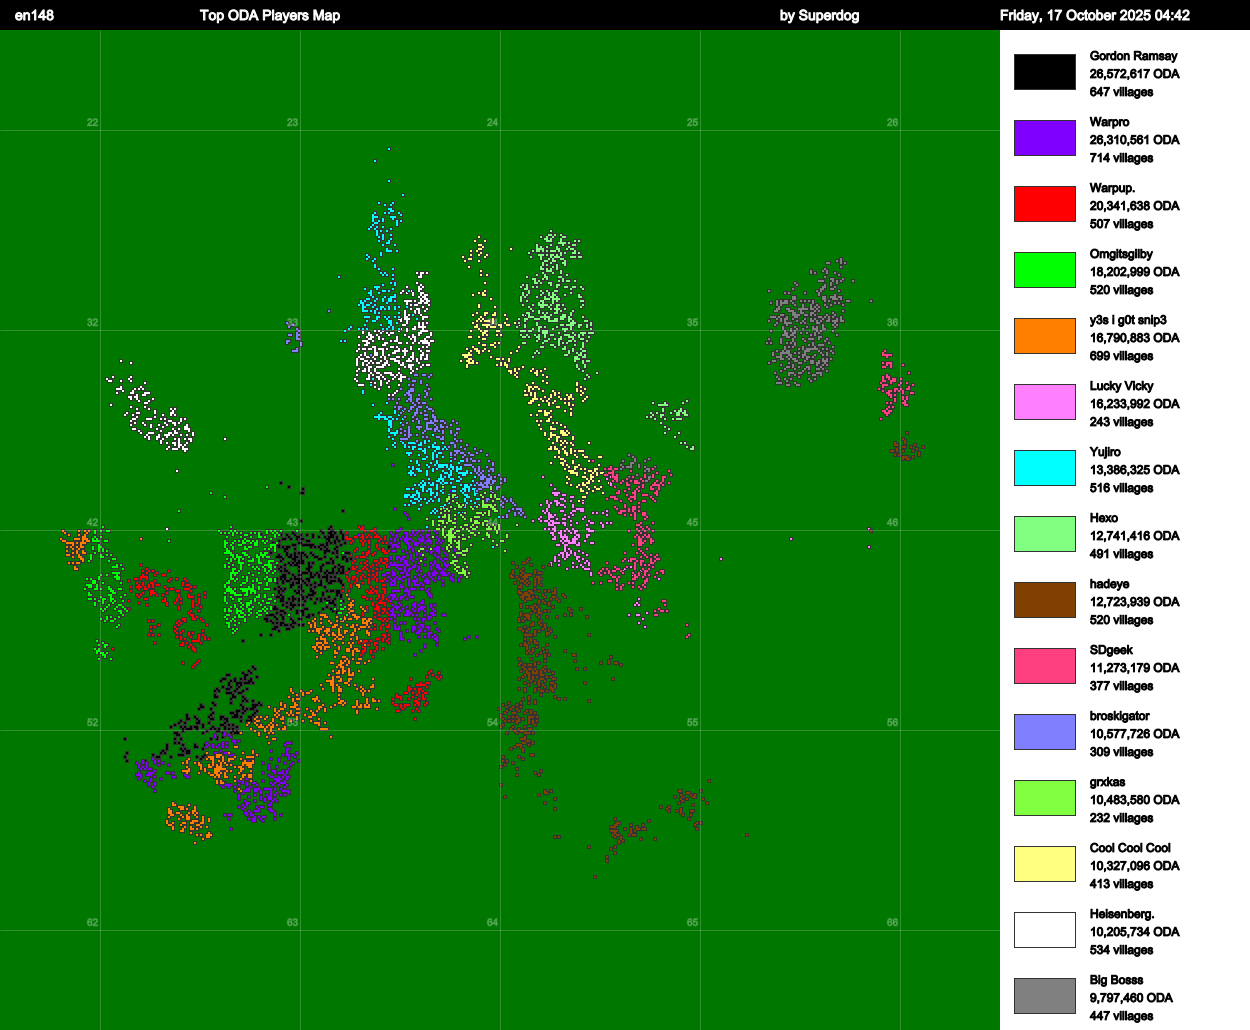 en148 Top ODA Players Map by Superdog Friday, 17 October 2025 04:42
Gordon Ramsay
26,572,617 ODA
647 villages
22 23 24 25 26
Warpro
26,310,561 ODA
714 villages
Warpup.
20,341,638 ODA
507 villages
Omgitsgilby
18,202,999 ODA
520 villages
32 33 35 36
y3s i g0t snip3
16,790,883 ODA
699 villages
Lucky Vicky
16,233,992 ODA
243 villages
Yujiro
13,386,325 ODA
516 villages
42 43 44 45 46
Hexo
12,741,416 ODA
491 villages
hadeye
12,723,939 ODA
520 villages
SDgeek
11,273,179 ODA
377 villages
52 53 54 55 56
broskigator
10,577,726 ODA
309 villages
grxkas
10,483,580 ODA
232 villages
Cool Cool Cool
10,327,096 ODA
413 villages
62 63 64 65 66
Heisenberg.
10,205,734 ODA
534 villages
Big Bosss
9,797,460 ODA
447 villages